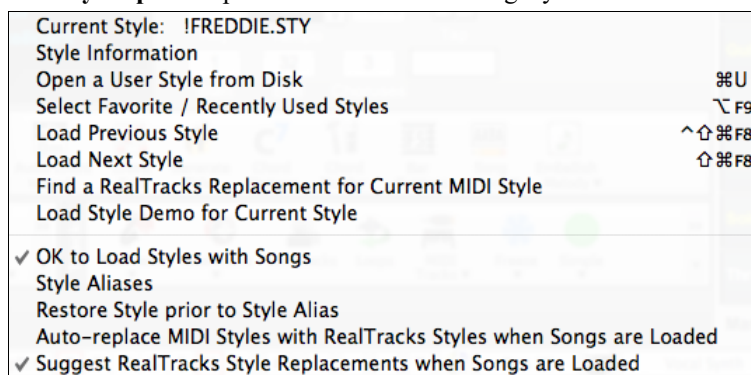 Current Style: !FREDDIE.STY
Style Information
Open a User Style from Disk ⌘U
Select Favorite / Recently Used Styles ⌥F9
Load Previous Style ^⇧⌘F8
Load Next Style ⇧⌘F8
Find a RealTracks Replacement for Current MIDI Style
Load Style Demo for Current Style
✓ OK to Load Styles with Songs
Style Aliases
Restore Style prior to Style Alias
Auto-replace MIDI Styles with RealTracks Styles when Songs are Loaded
✓ Suggest RealTracks Style Replacements when Songs are Loaded